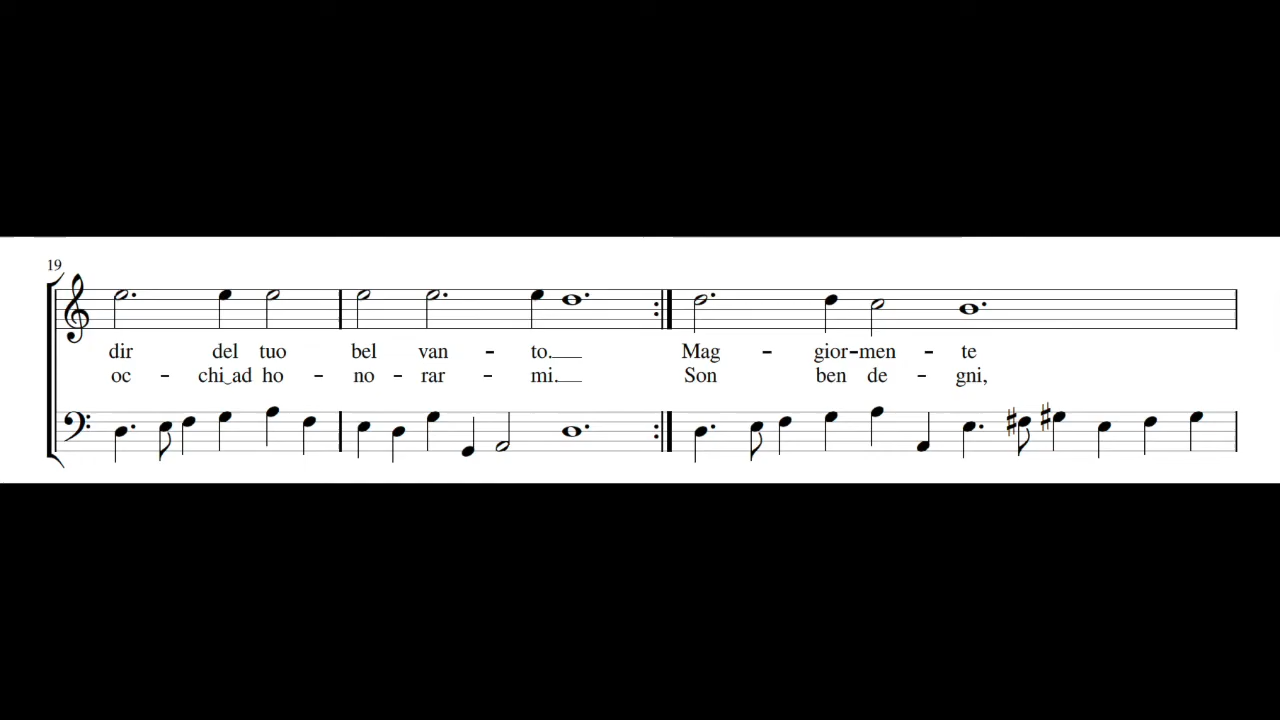 19
dir del tuo bel van - to. Mag - gior-men - te
oc - chi‿ad ho - no - rar - mi. Son ben de - gni,